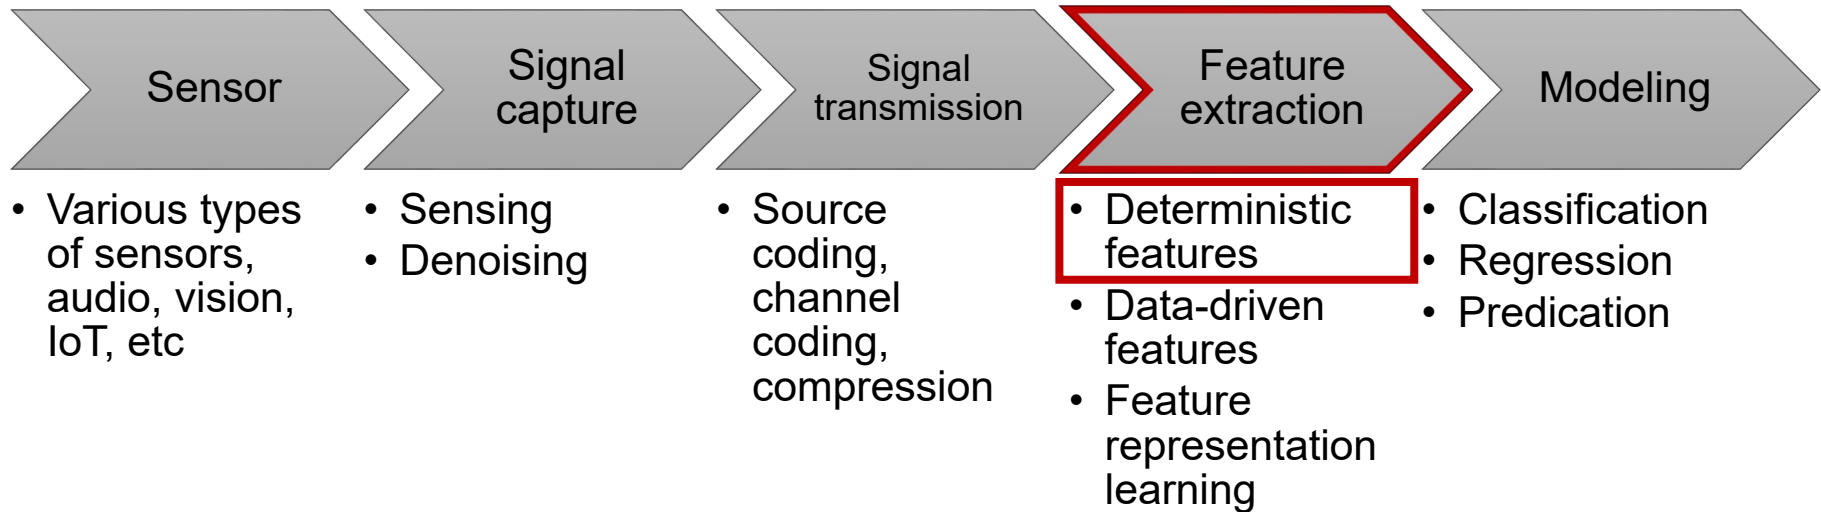 Sensor
Signal
capture
Signal
transmission
Feature
extraction
Modeling
• Various types
of sensors,
audio, vision,
IoT, etc
• Sensing
• Denoising
• Source
coding,
channel
coding,
compression
• Deterministic
features
• Data-driven
features
• Feature
representation
learning
• Classification
• Regression
• Predication